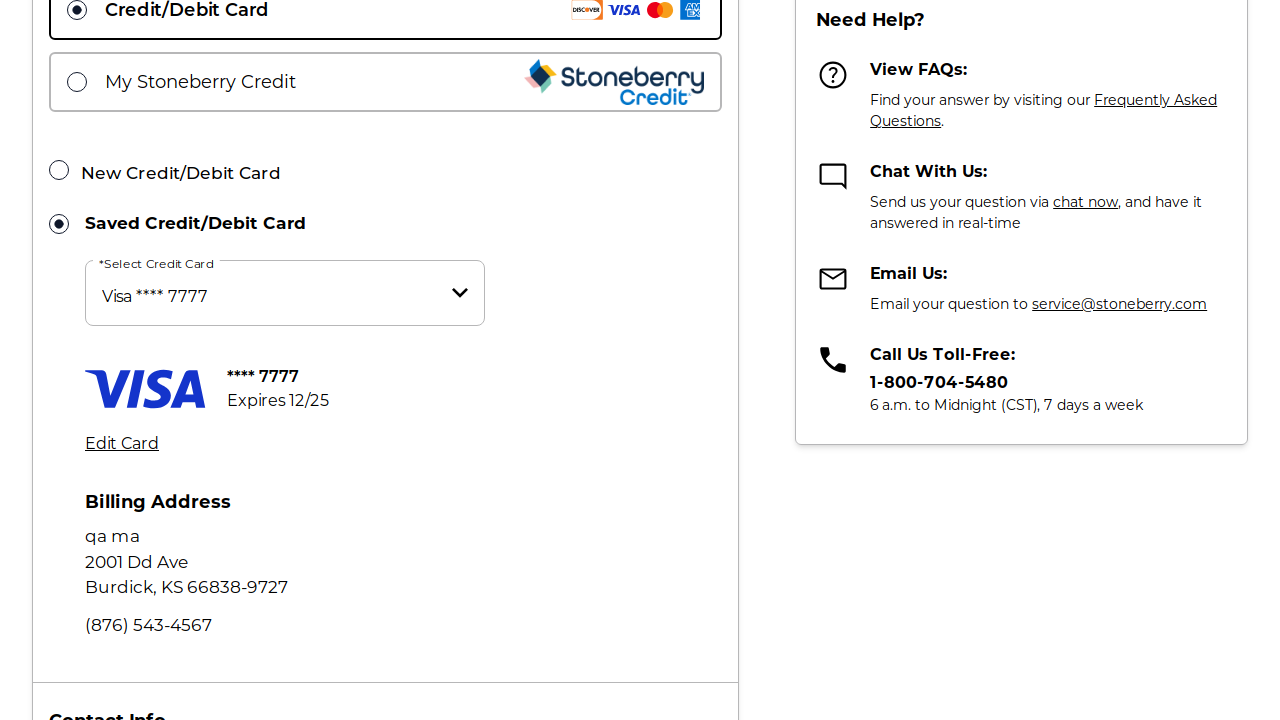 Credit/Debit Card
DISCOVER VISA AM EX
My Stoneberry Credit
Stoneberry Credit
New Credit/Debit Card
Saved Credit/Debit Card
*Select Credit Card
Visa **** 7777
VISA
**** 7777
Expires 12/25
Edit Card
Billing Address
qa ma
2001 Dd Ave
Burdick, KS 66838-9727
(876) 543-4567
Contact Info
Need Help?
View FAQs:
Find your answer by visiting our Frequently Asked
Questions.
Chat With Us:
Send us your question via chat now, and have it
answered in real-time
Email Us:
Email your question to service@stoneberry.com
Call Us Toll-Free:
1-800-704-5480
6 a.m. to Midnight (CST), 7 days a week